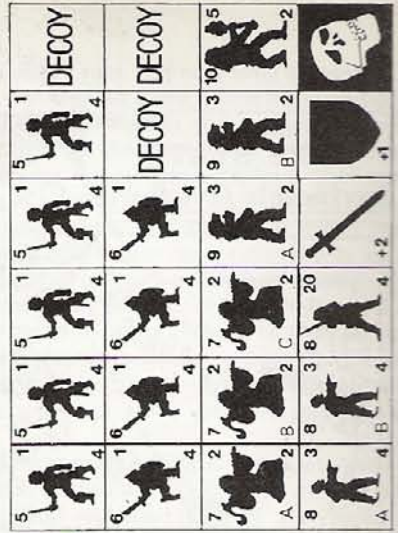 5 1 5 1 5 1 5 1 5 1
DECOY
4 4 4 4 4
6 1 6 1 6 1 6 1
DECOY DECOY
4 4 4 4
7 2 7 2 7 2 9 3 9 3 10 5
A 2 B 2 C 2 A 2 B 2 2
8 3 8 3 8 20
A 4 B 4 4 +2 +1